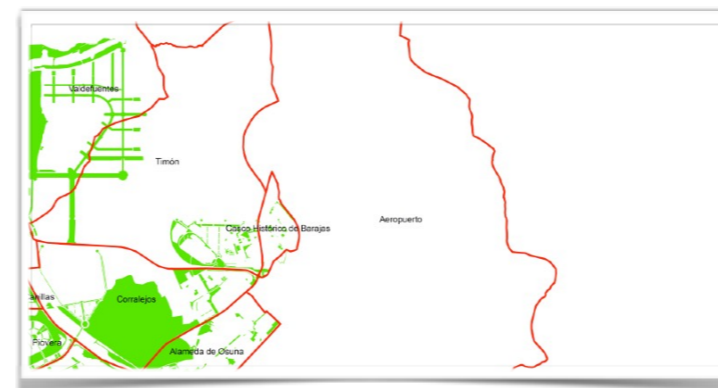 Valdefuentes
Timón
Aeropuerto
Casco Histórico de Barajas
Corralejos
Piovera
Alameda de Osuna